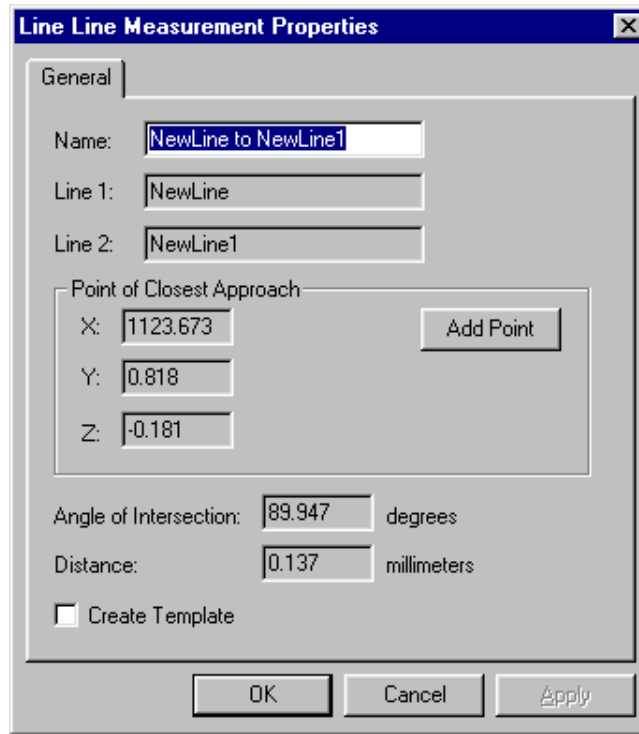 Line Line Measurement Properties
General
Name: NewLine to NewLine1
Line 1: NewLine
Line 2: NewLine1
Point of Closest Approach
X: 1123.673 Add Point
Y: 0.818
Z: -0.181
Angle of Intersection: 89.947 degrees
Distance: 0.137 millimeters
Create Template
OK Cancel Apply